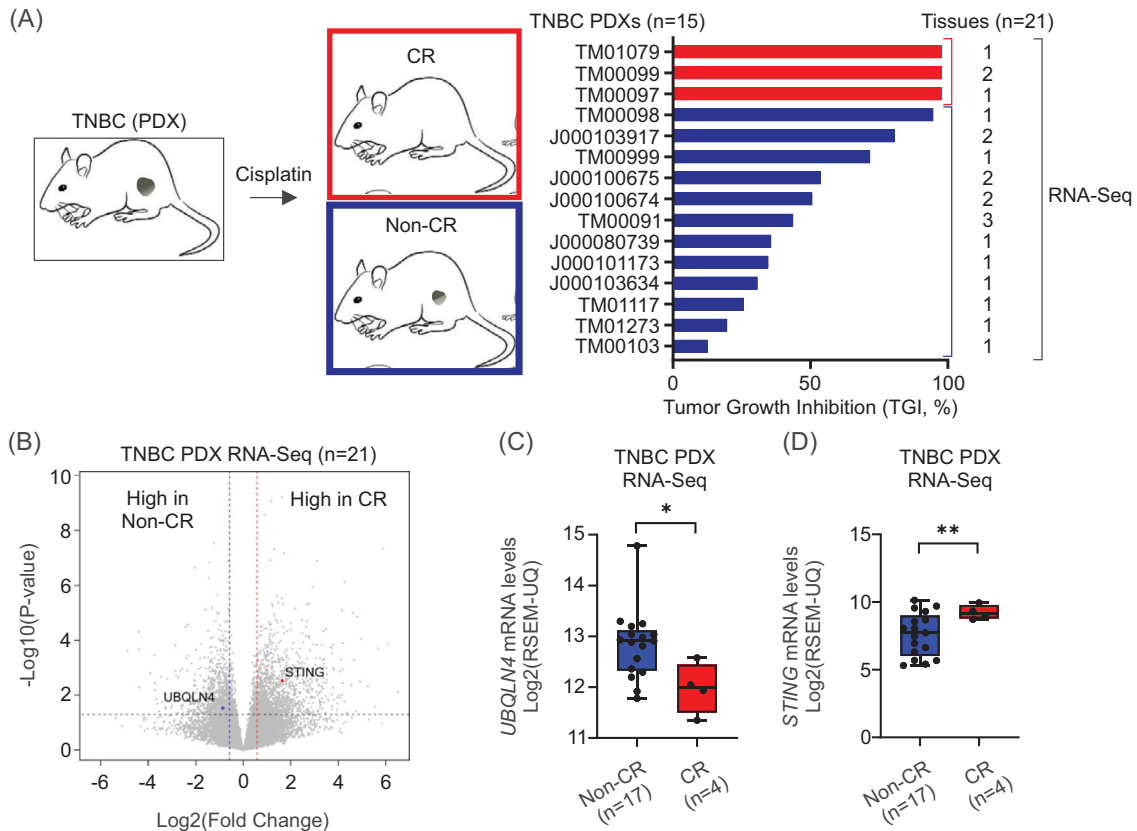 (A)
TNBC (PDX)
Cisplatin
CR
Non-CR
TNBC PDXs (n=15)
Tissues (n=21)
TM01079 1
TM00099 2
TM00097 1
TM00098 1
J000103917 2
TM00999 1
J000100675 2
J000100674 2
TM00091 3
J000080739 1
J000101173 1
J000103634 1
TM01117 1
TM01273 1
TM00103 1
RNA-Seq
0 50 100
Tumor Growth Inhibition (TGI, %)
(B)
TNBC PDX RNA-Seq (n=21)
High in
Non-CR
High in CR
-Log10(P-value)
10
8
6
4
2
0
STING
UBQLN4
-6 -4 -2 0 2 4 6
Log2(Fold Change)
(C)
TNBC PDX
RNA-Seq
*
UBQLN4 mRNA levels
Log2(RSEM-UQ)
15
14
13
12
11
Non-CR
(n=17)
CR
(n=4)
(D)
TNBC PDX
RNA-Seq
**
STING mRNA levels
Log2(RSEM-UQ)
15
10
5
0
Non-CR
(n=17)
CR
(n=4)